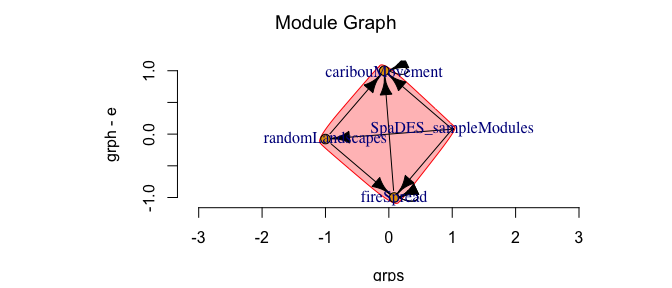 Module Graph
grph - e
1.0
0.0
-1.0
caribouMovement
SpaDES_sampleModules
randomLandscapes
fireSpread
-3 -2 -1 0 1 2 3
grps